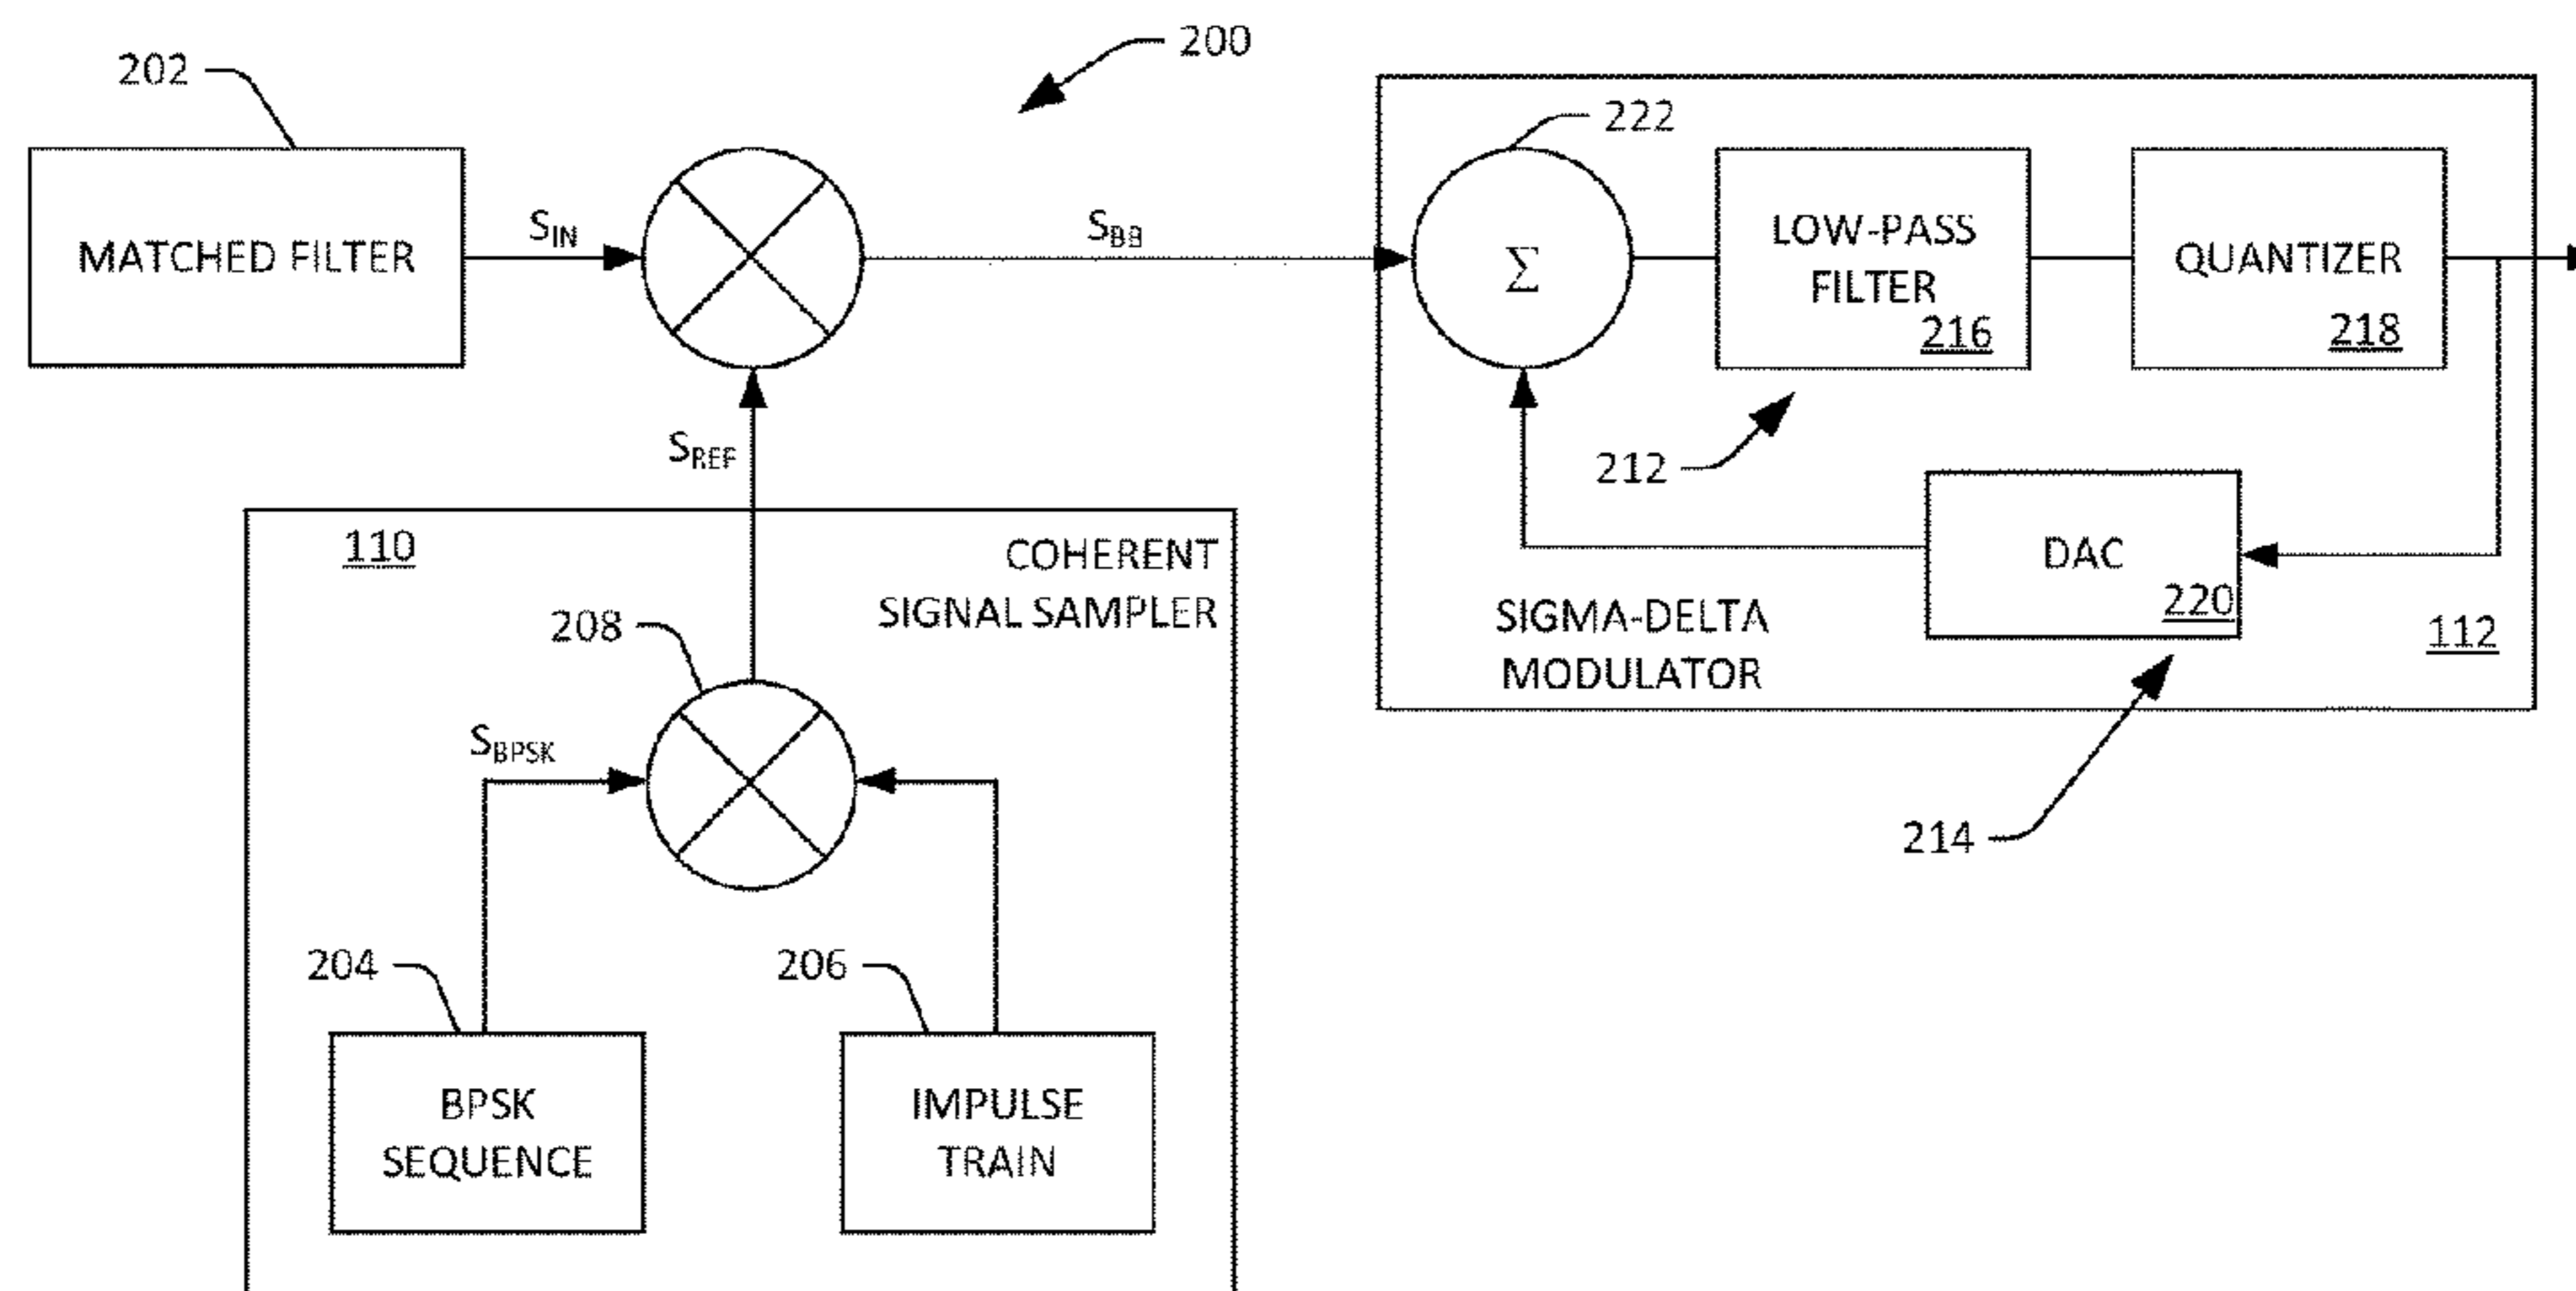 200
202
222
MATCHED FILTER
S_IN
S_BB
Σ
LOW-PASS
FILTER
216
QUANTIZER
218
S_REF
212
110
COHERENT
SIGNAL SAMPLER
DAC
220
SIGMA-DELTA
MODULATOR
112
208
S_BPSK
214
204
206
BPSK
SEQUENCE
IMPULSE
TRAIN